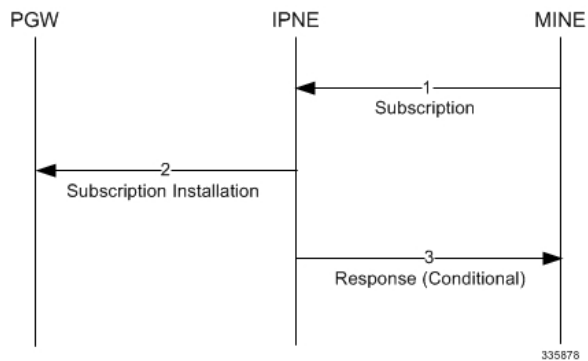 PGW IPNE MINE
1
Subscription
2
Subscription Installation
3
Response (Conditional)
335878